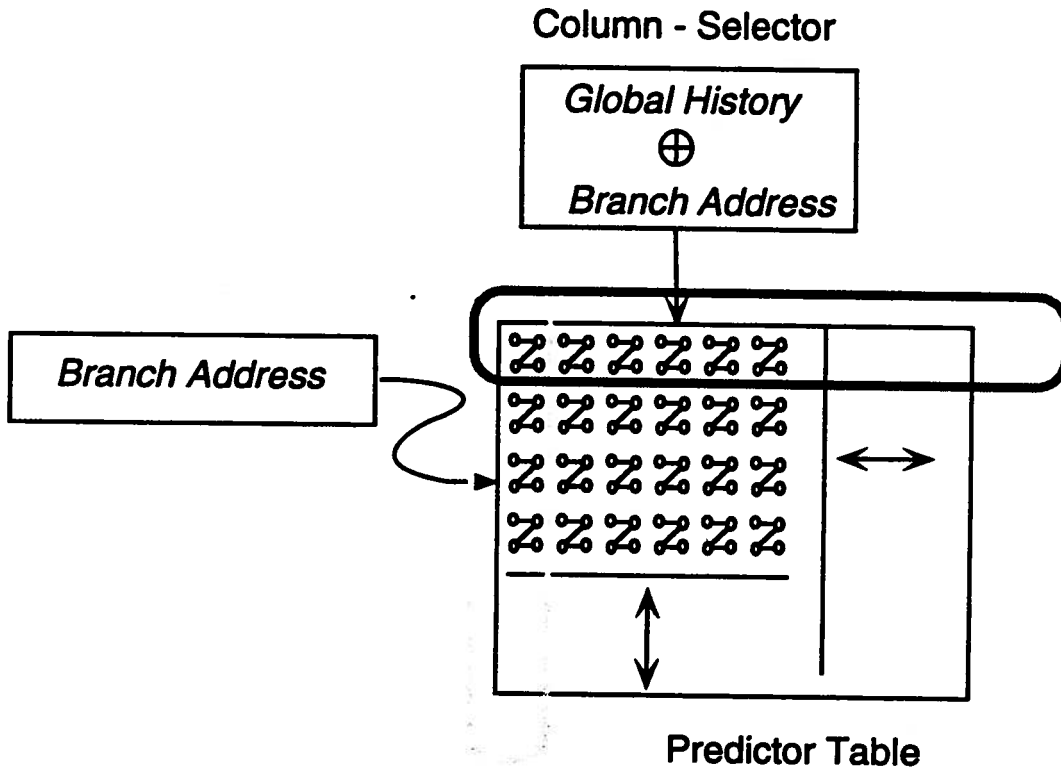 Column - Selector
Global History
⊕
Branch Address
Branch Address
Predictor Table